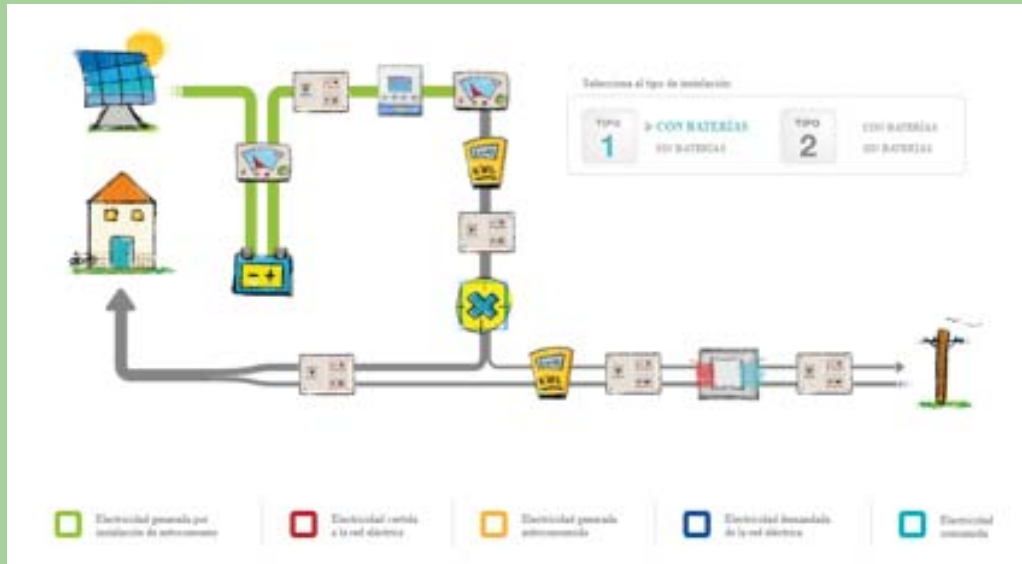 Selecciona el tipo de instalación
TIPO
1
> CON BATERÍAS
SIN BATERÍAS
TIPO
2
CON BATERÍAS
SIN BATERÍAS
Electricidad generada por
instalación de autoconsumo
Electricidad vertida
a la red eléctrica
Electricidad generada
autoconsumida
Electricidad demandada
de la red eléctrica
Electricidad
consumida